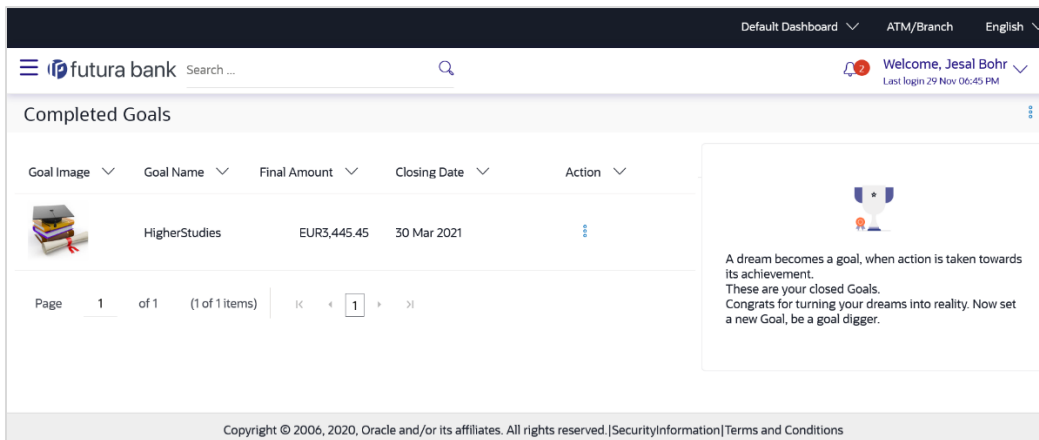 Default Dashboard ATM/Branch English
futura bank Search ... 2 Welcome, Jesal Bohr
Last login 29 Nov 06:45 PM
Completed Goals
Goal Image Goal Name Final Amount Closing Date Action
HigherStudies EUR3,445.45 30 Mar 2021
Page 1 of 1 (1 of 1 items) 1
A dream becomes a goal, when action is taken towards
its achievement.
These are your closed Goals.
Congrats for turning your dreams into reality. Now set
a new Goal, be a goal digger.
Copyright © 2006, 2020, Oracle and/or its affiliates. All rights reserved.|SecurityInformation|Terms and Conditions